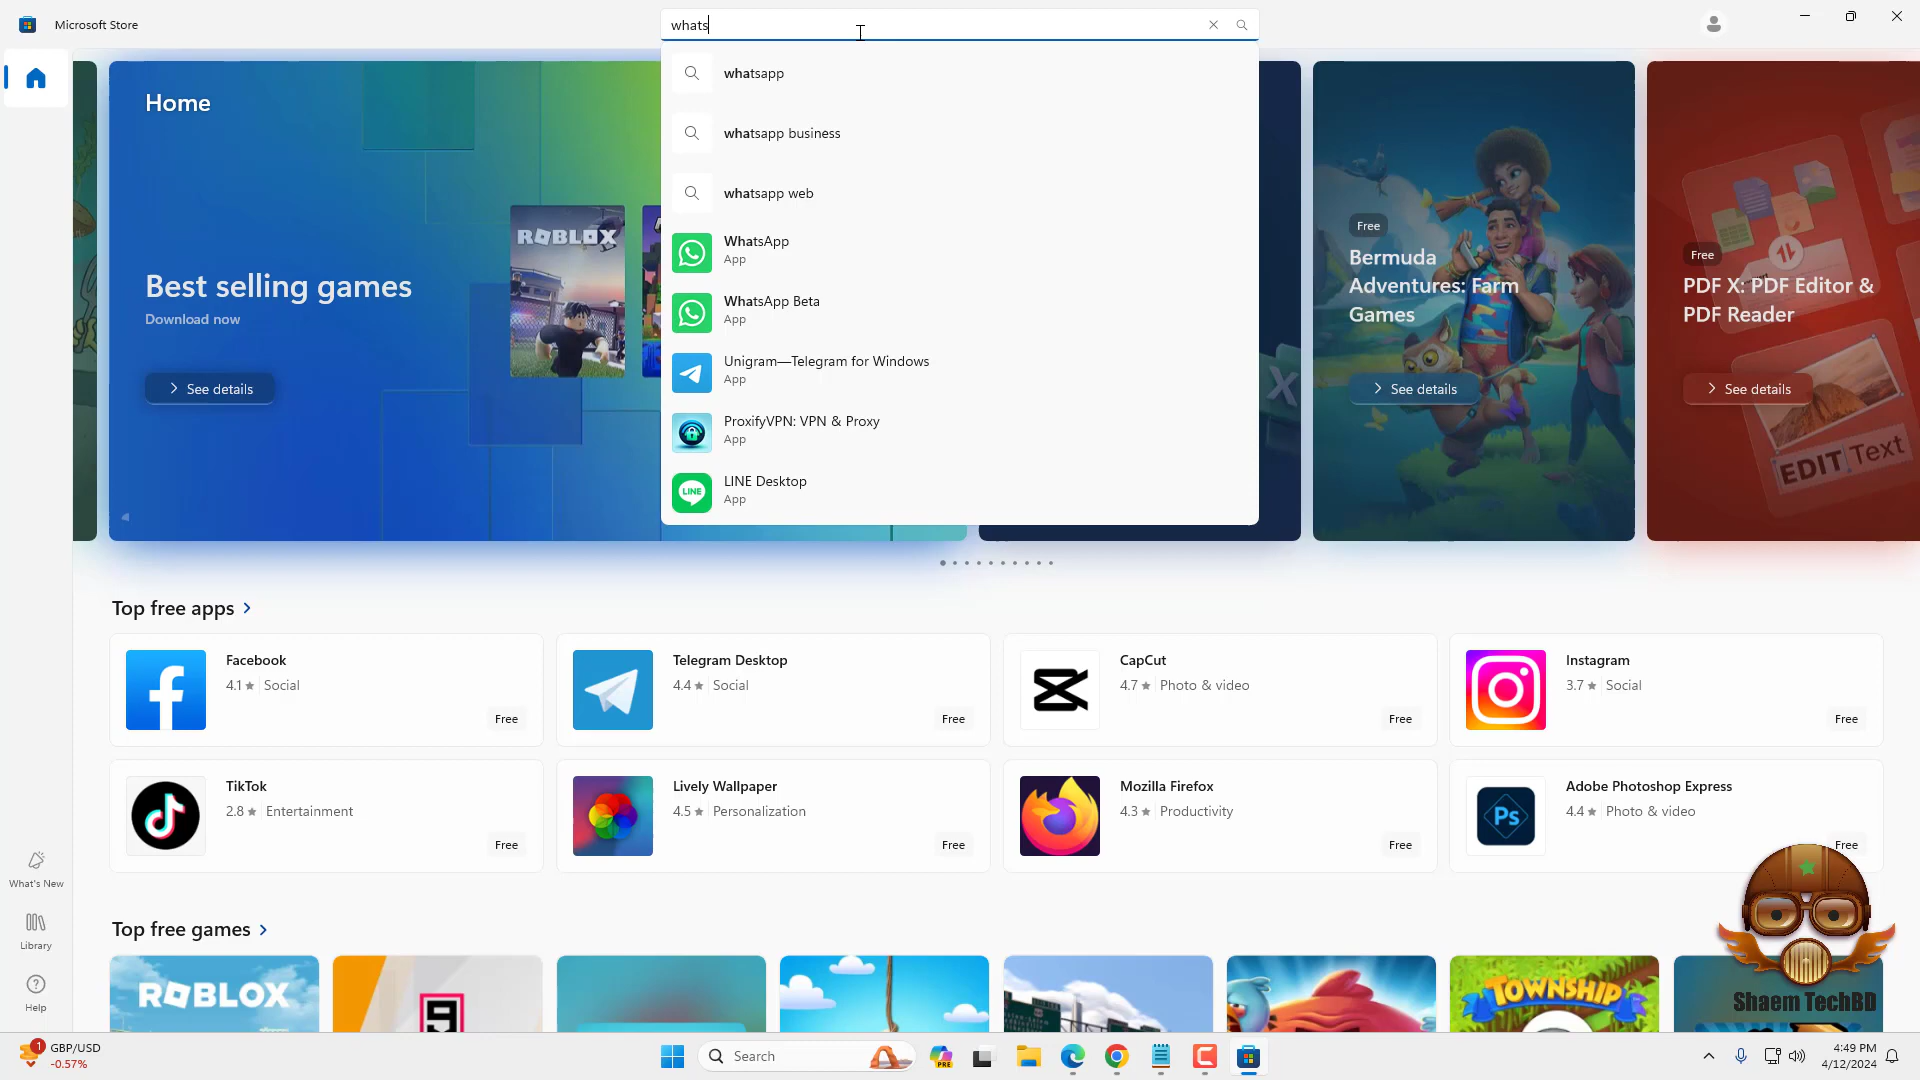 Microsoft Store
whats
whatsapp
whatsapp business
whatsapp web
WhatsApp
App
WhatsApp Beta
App
Unigram—Telegram for Windows
App
ProxifyVPN: VPN & Proxy
App
LINE
LINE Desktop
App
Home
Best selling games
Download now
See details
ROBLOX
Free
Bermuda
Adventures: Farm
Games
See details
Free
PDF X: PDF Editor &
PDF Reader
See details
EDIT Text
Top free apps
Facebook
4.1 ★ Social
Free
Telegram Desktop
4.4 ★ Social
Free
CapCut
4.7 ★ Photo & video
Free
Instagram
3.7 ★ Social
Free
TikTok
2.8 ★ Entertainment
Free
Lively Wallpaper
4.5 ★ Personalization
Free
Mozilla Firefox
4.3 ★ Productivity
Free
Ps
Adobe Photoshop Express
4.4 ★ Photo & video
Free
Top free games
ROBLOX
TOWNSHIP
What's New
Library
Help
Shaem TechBD
1
GBP/USD
-0.57%
Search
PRE
4:49 PM
4/12/2024